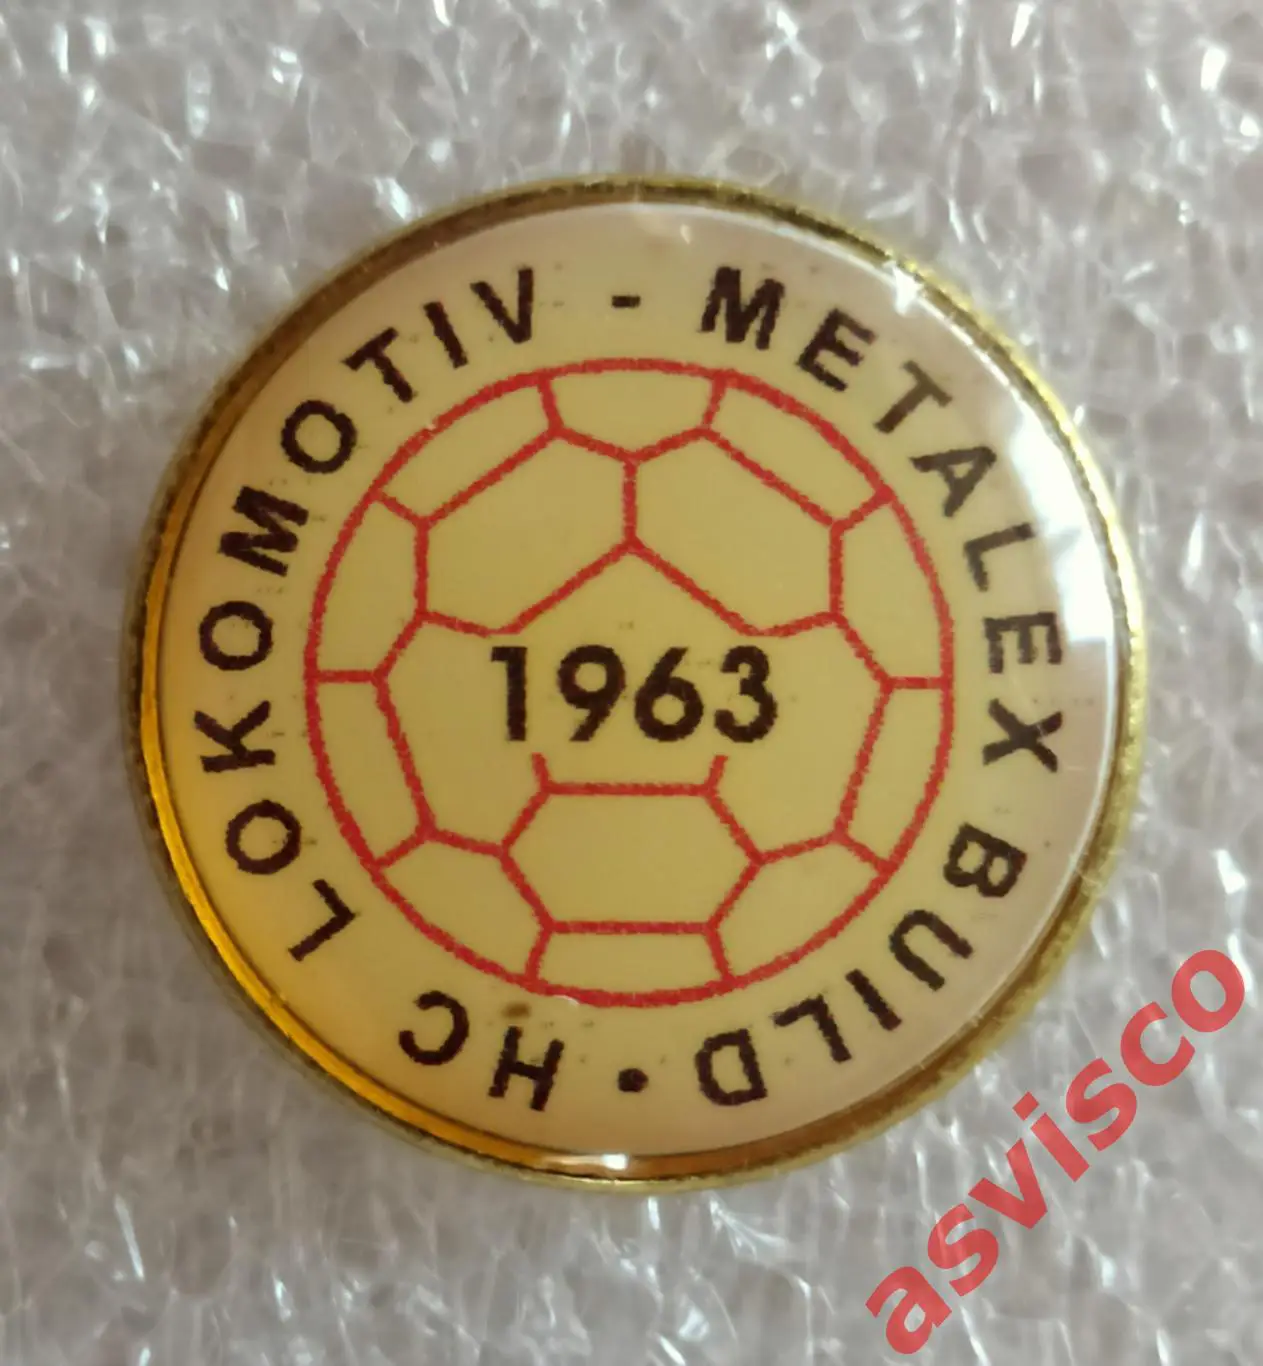 HC LOKOMOTIV - METALEX BUILD •
1963
asvisco